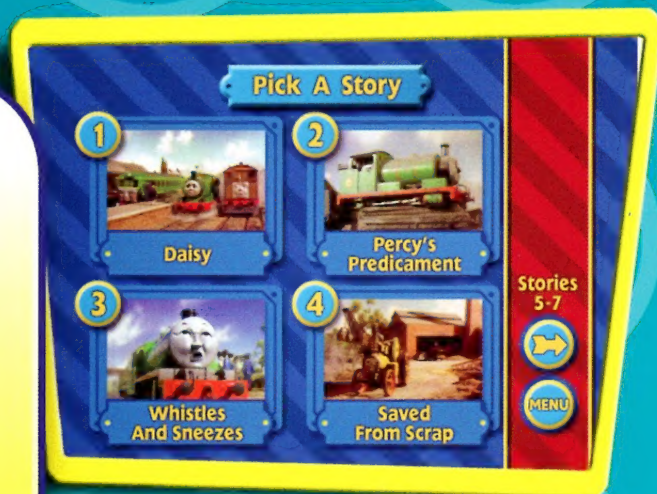 Pick A Story
1
2
Daisy
Percy's
Predicament
3
4
Whistles
And Sneezes
Saved
From Scrap
Stories
5-7
MENU